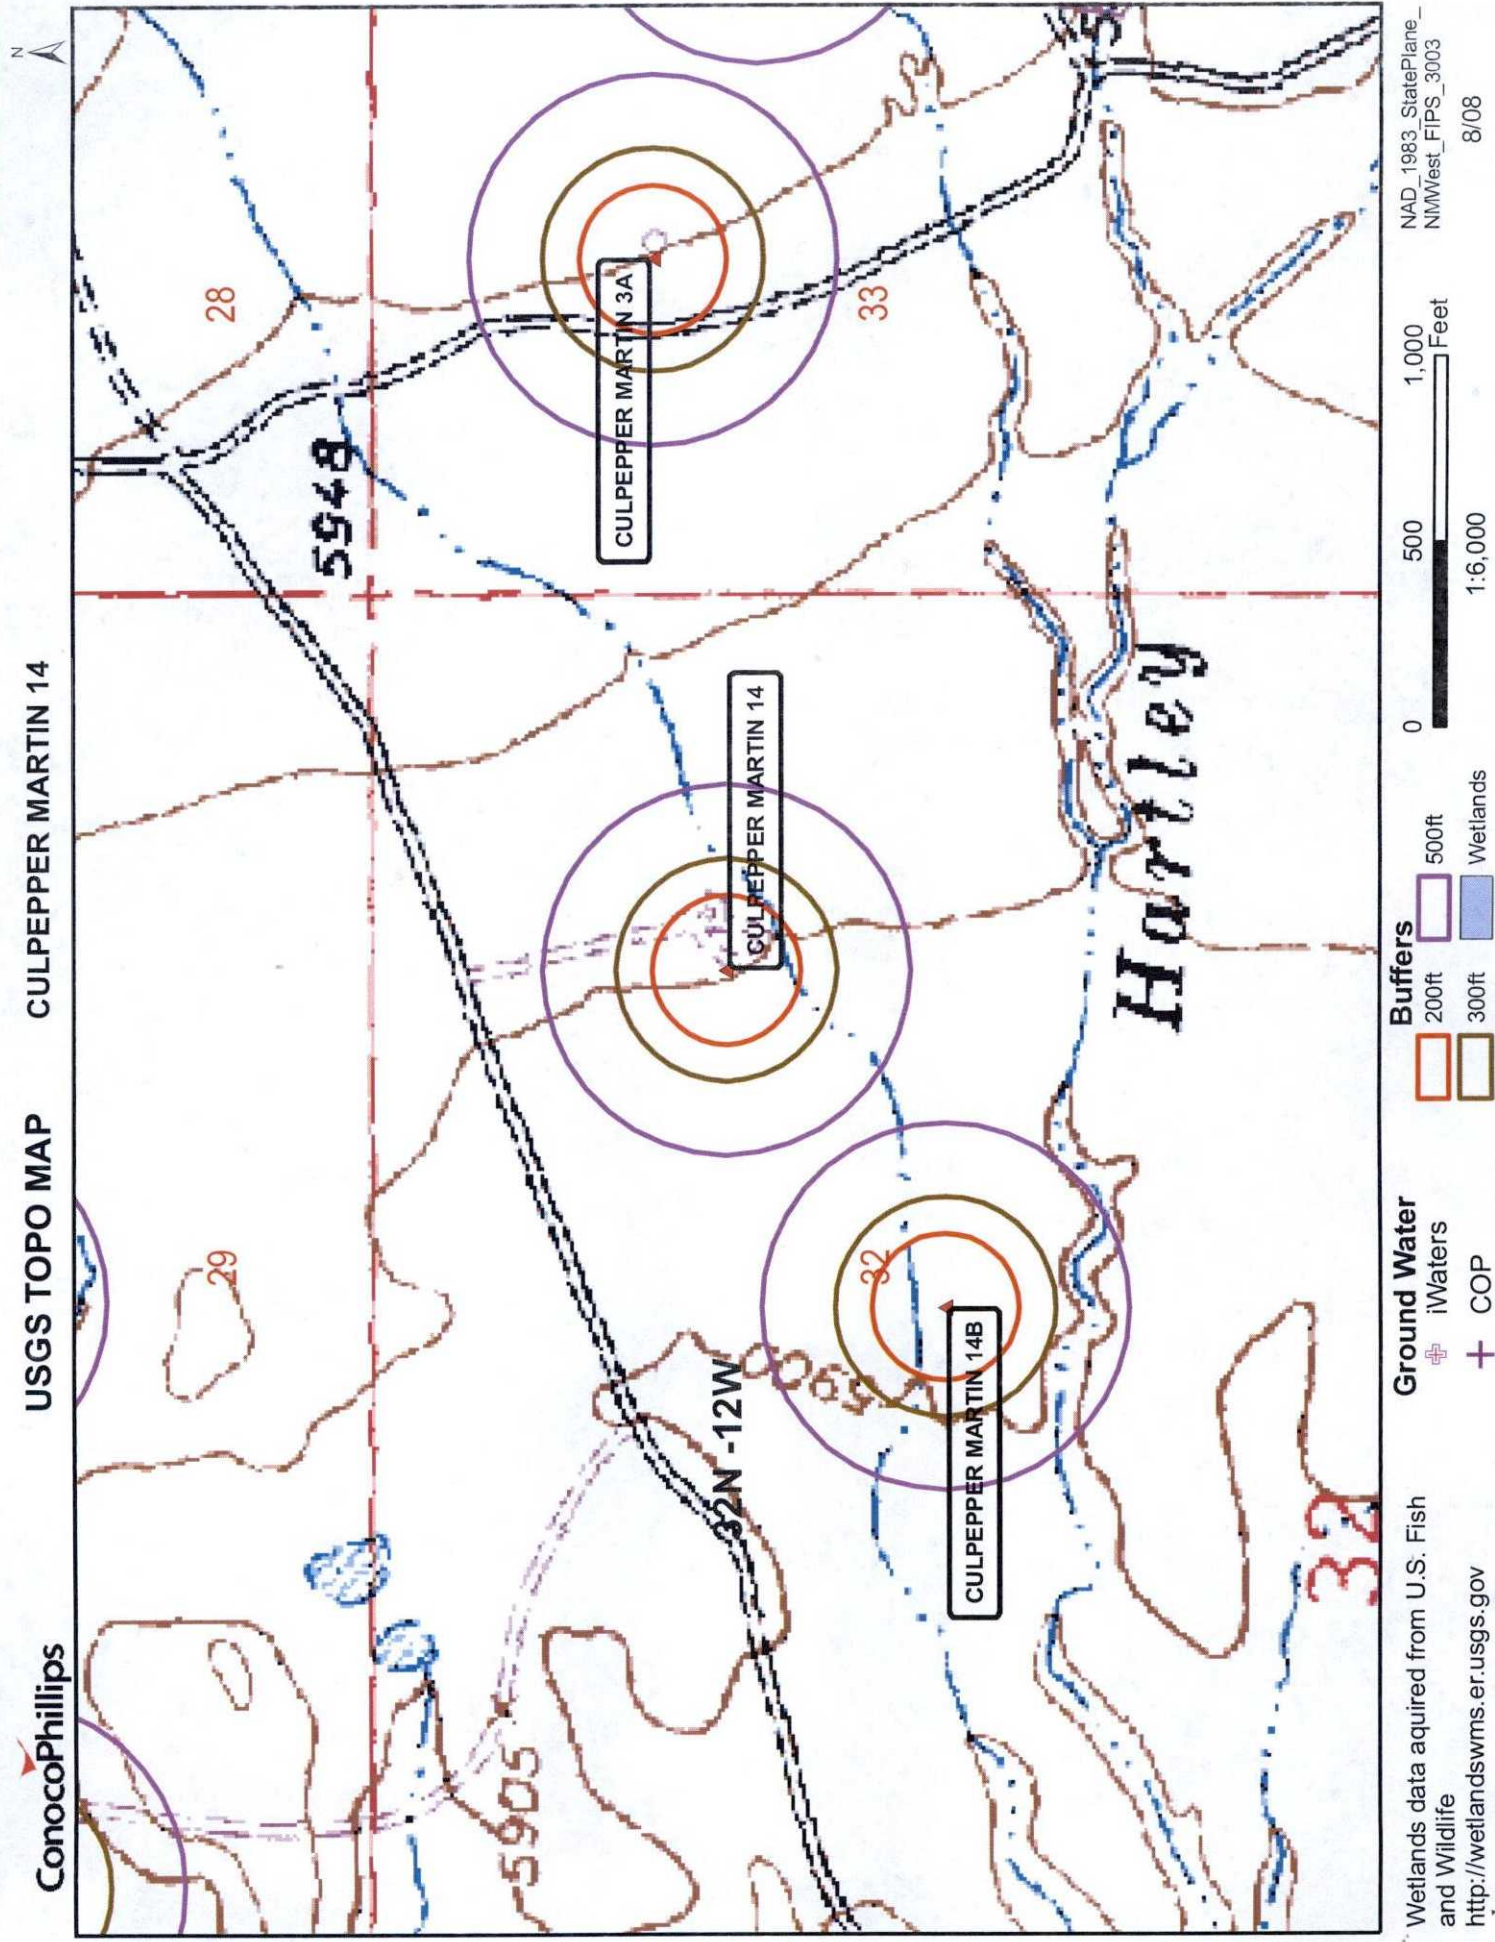 ConocoPhillips
USGS TOPO MAP
CULPEPPER MARTIN 14
N
29
28
5948
5905
32N -12W
6069
32
33
CULPEPPER MARTIN 3A
CULPEPPER MARTIN 14
CULPEPPER MARTIN 14B
Hartley
32
Wetlands data aquired from U.S. Fish
and Wildlife
http://wetlandswms.er.usgs.gov
Ground Water
iWaters
COP
Buffers
200ft
500ft
300ft
Wetlands
0 500 1,000
Feet
1:6,000
NAD_1983_StatePlane_
NMWest_FIPS_3003
8/08